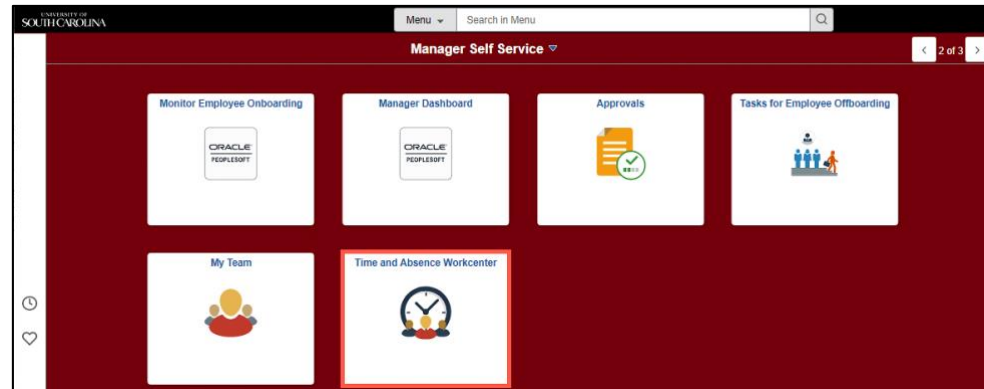 UNIVERSITY OF
SOUTH CAROLINA
Menu
Search in Menu
Manager Self Service
2 of 3
Monitor Employee Onboarding
Manager Dashboard
Approvals
Tasks for Employee Offboarding
ORACLE
PEOPLESOFT
ORACLE
PEOPLESOFT
My Team
Time and Absence Workcenter